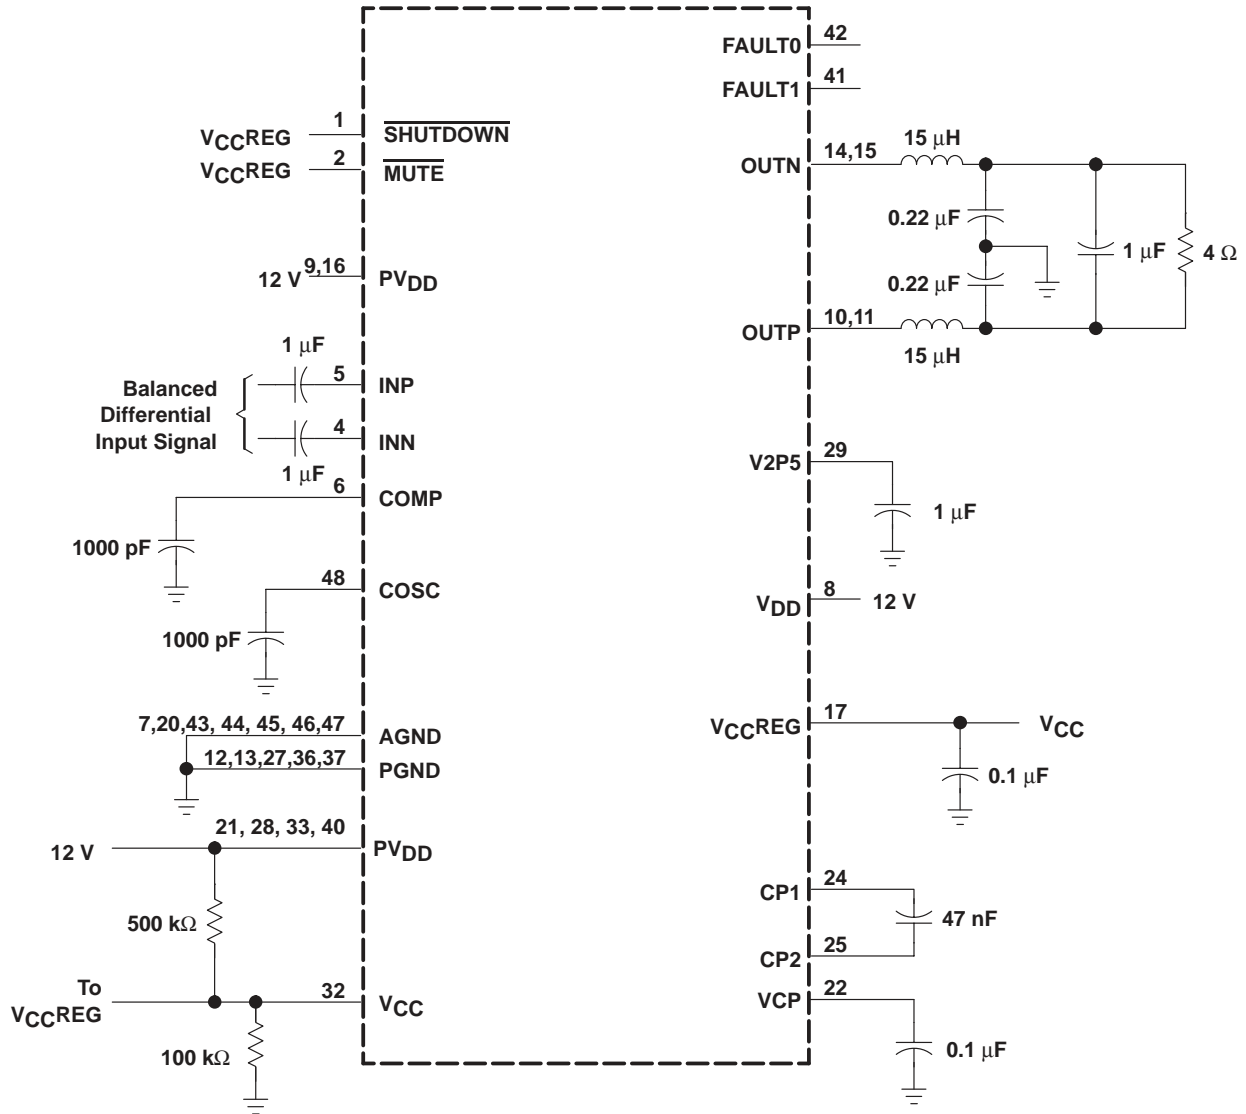 FAULT0 42
FAULT1 41
VCCREG 1 SHUTDOWN
VCCREG 2 MUTE
OUTN 14,15 15 μH
0.22 μF
0.22 μF
1 μF
4 Ω
OUTP 10,11
15 μH
12 V 9,16 PVDD
1 μF
5 INP
Balanced
Differential
Input Signal
4 INN
1 μF
6 COMP
1000 pF
48 COSC
1000 pF
V2P5 29
1 μF
VDD 8 12 V
7,20,43, 44, 45, 46,47 AGND
12,13,27,36,37 PGND
VCCREG 17 VCC
0.1 μF
12 V 21, 28, 33, 40 PVDD
500 kΩ
To
VCCREG
32 VCC
100 kΩ
CP1 24
47 nF
CP2 25
VCP 22
0.1 μF